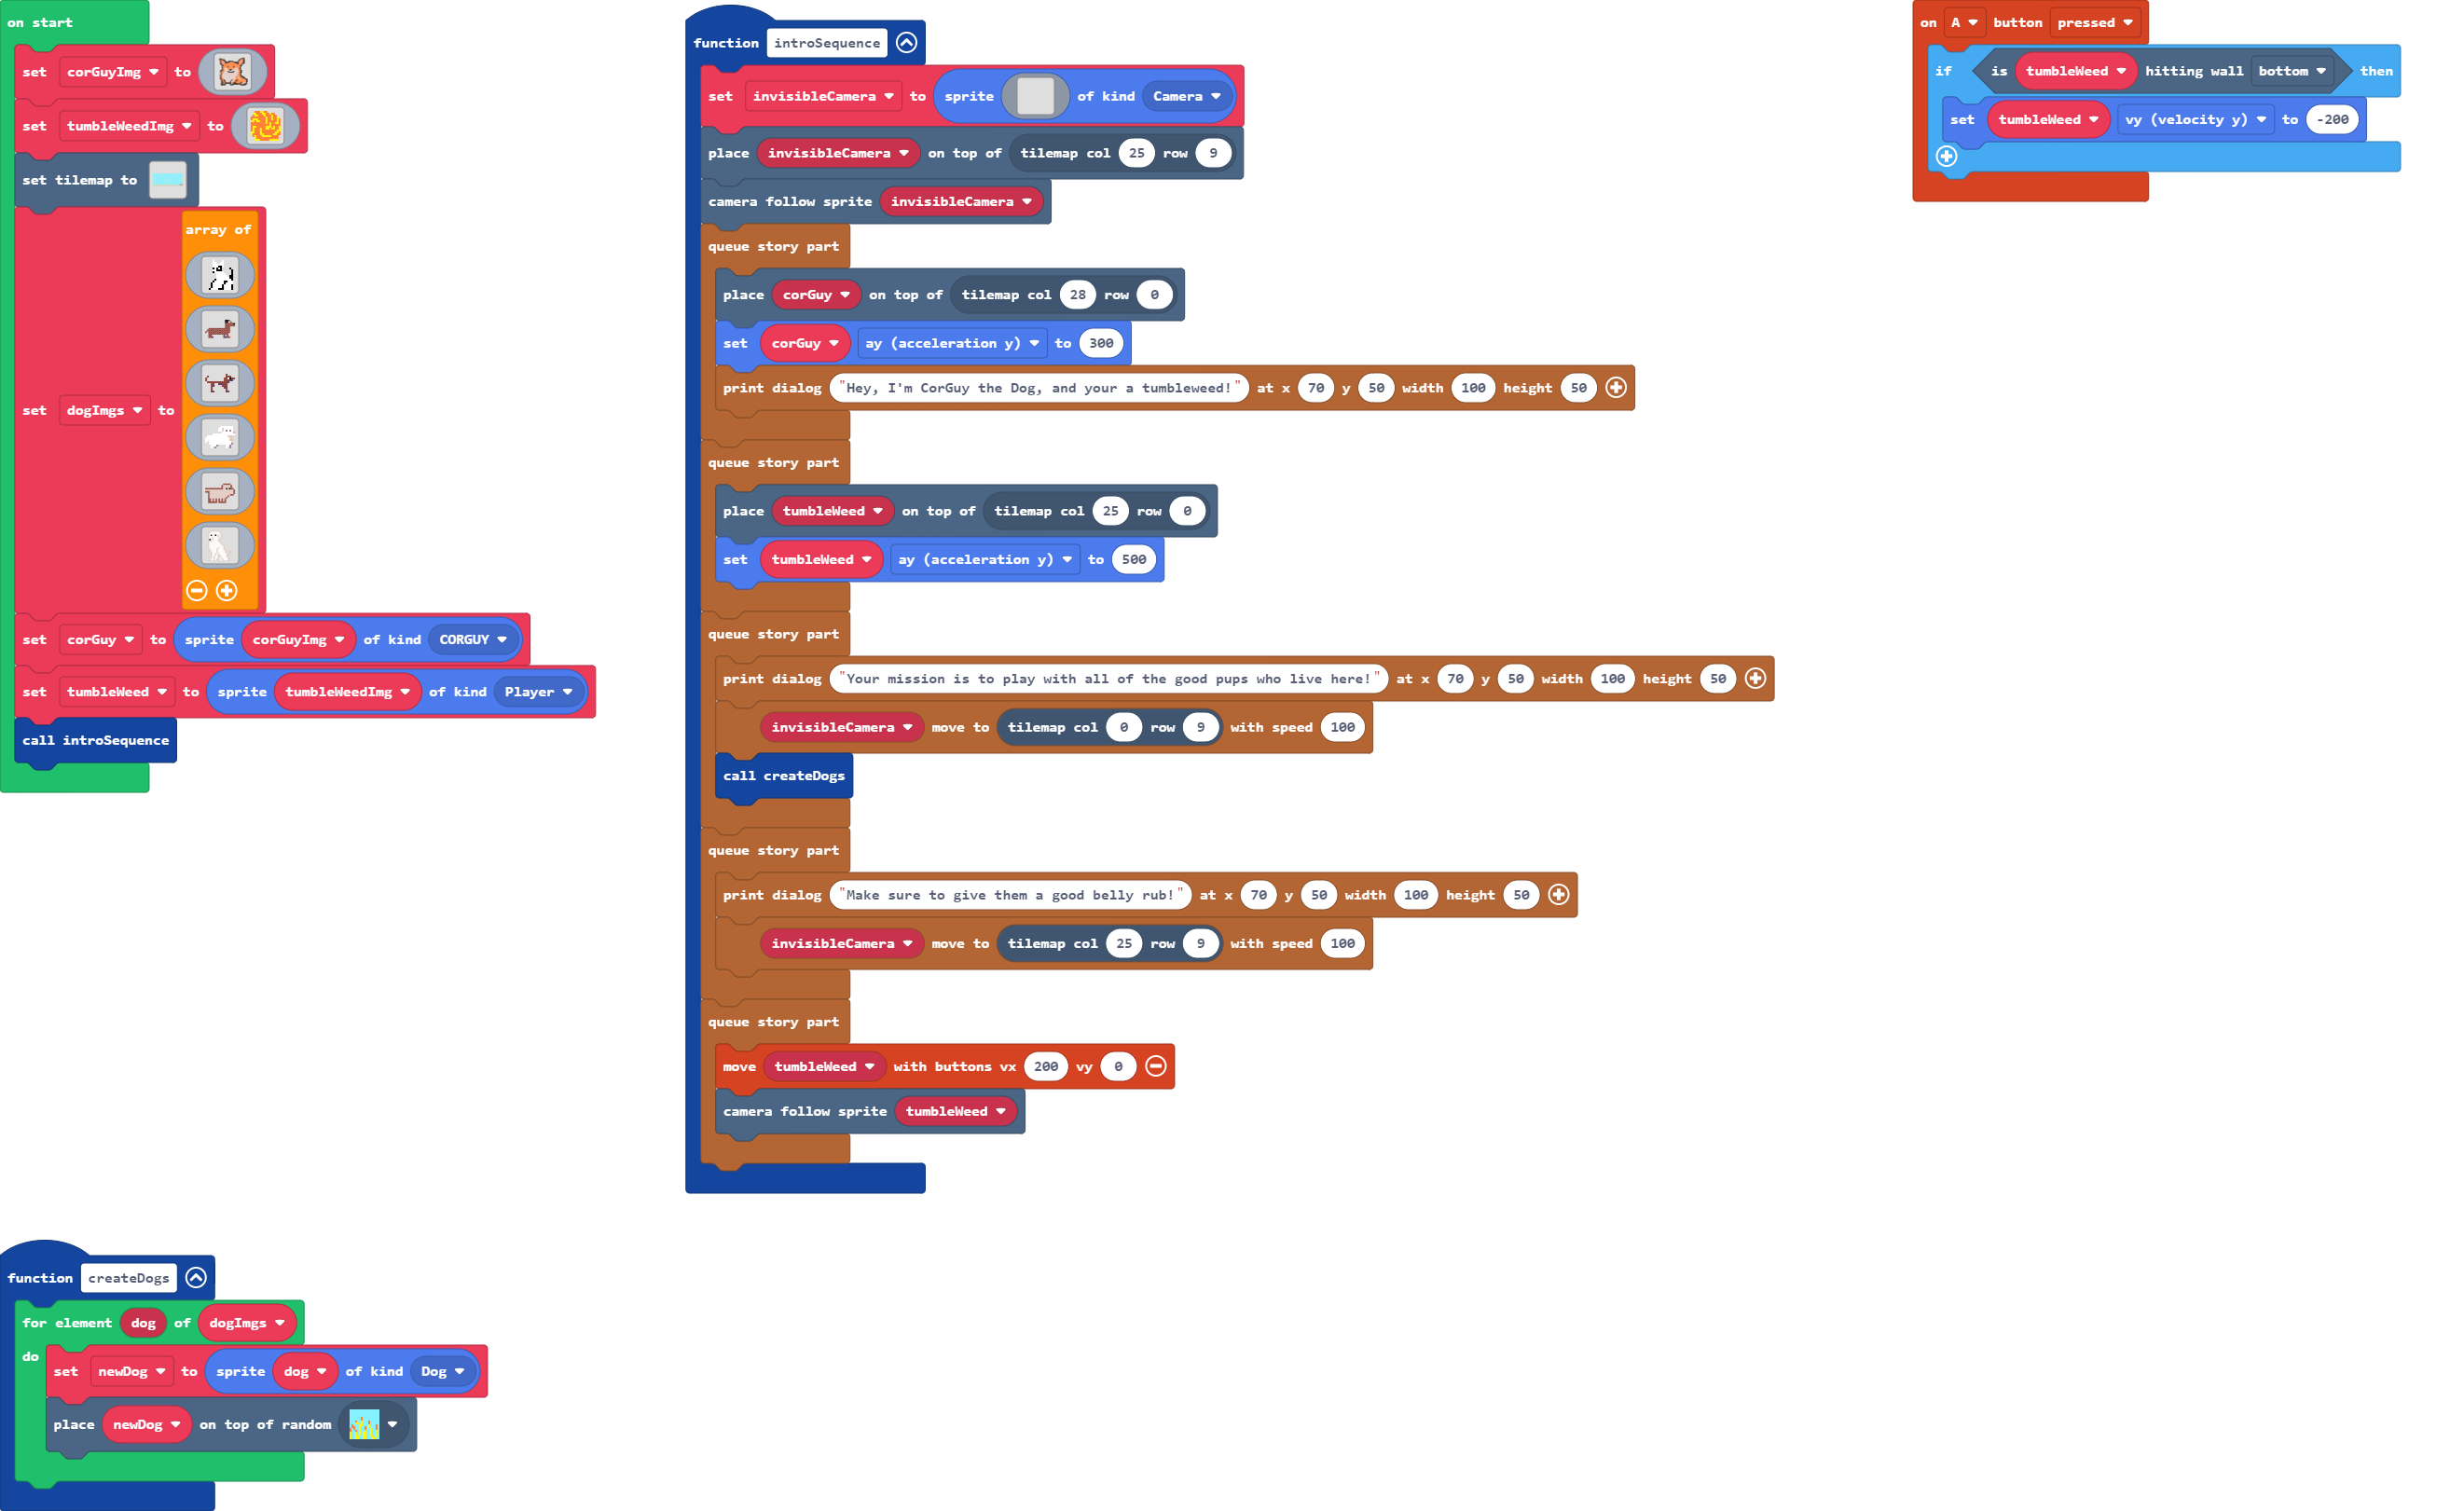 on start
set corGuyImg to
set tumbleWeedImg to
set tilemap to
set dogImgs to array of
set corGuy to sprite corGuyImg of kind CORGUY
set tumbleWeed to sprite tumbleWeedImg of kind Player
call introSequence
function introSequence
set invisibleCamera to sprite of kind Camera
place invisibleCamera on top of tilemap col 25 row 9
camera follow sprite invisibleCamera
queue story part
place corGuy on top of tilemap col 28 row 0
set corGuy ay (acceleration y) to 300
print dialog "Hey, I'm CorGuy the Dog, and your a tumbleweed!" at x 70 y 50 width 100 height 50
queue story part
place tumbleWeed on top of tilemap col 25 row 0
set tumbleWeed ay (acceleration y) to 500
queue story part
print dialog "Your mission is to play with all of the good pups who live here!" at x 70 y 50 width 100 height 50
invisibleCamera move to tilemap col 0 row 9 with speed 100
call createDogs
queue story part
print dialog "Make sure to give them a good belly rub!" at x 70 y 50 width 100 height 50
invisibleCamera move to tilemap col 25 row 9 with speed 100
queue story part
move tumbleWeed with buttons vx 200 vy 0
camera follow sprite tumbleWeed
on A button pressed
if is tumbleWeed hitting wall bottom then
set tumbleWeed vy (velocity y) to -200
function createDogs
for element dog of dogImgs
do
set newDog to sprite dog of kind Dog
place newDog on top of random